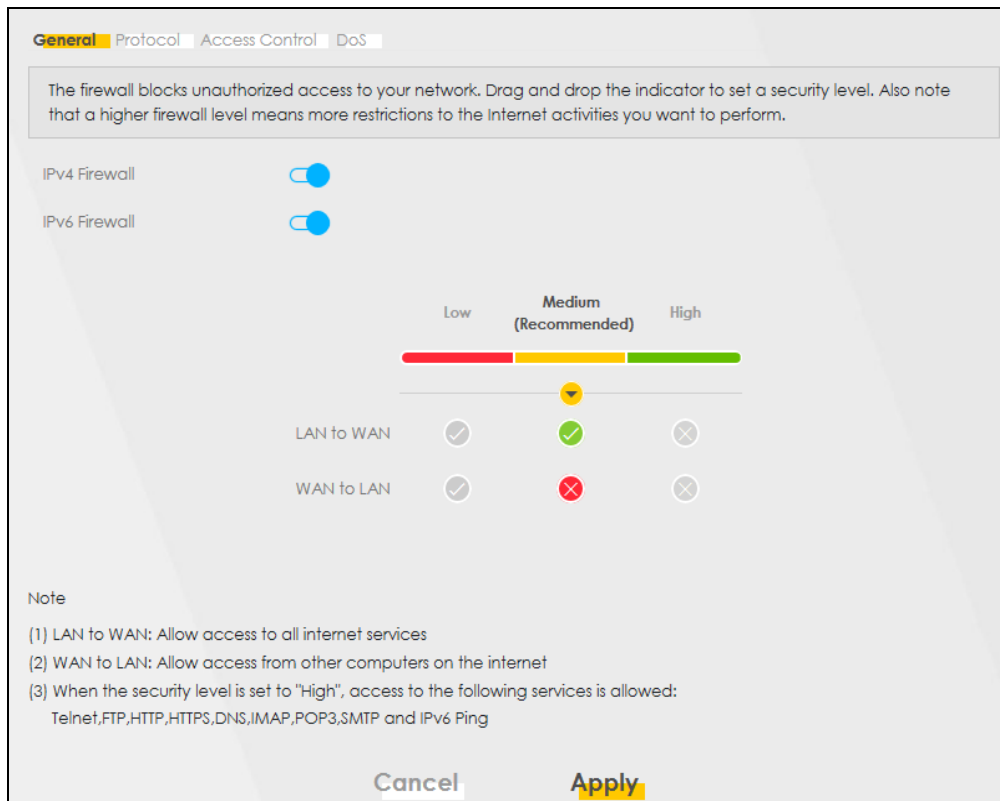 General Protocol Access Control DoS
The firewall blocks unauthorized access to your network. Drag and drop the indicator to set a security level. Also note
that a higher firewall level means more restrictions to the Internet activities you want to perform.
IPv4 Firewall
IPv6 Firewall
Low Medium (Recommended) High
LAN to WAN
WAN to LAN
Note
(1) LAN to WAN: Allow access to all internet services
(2) WAN to LAN: Allow access from other computers on the internet
(3) When the security level is set to "High", access to the following services is allowed:
Telnet,FTP,HTTP,HTTPS,DNS,IMAP,POP3,SMTP and IPv6 Ping
Cancel Apply